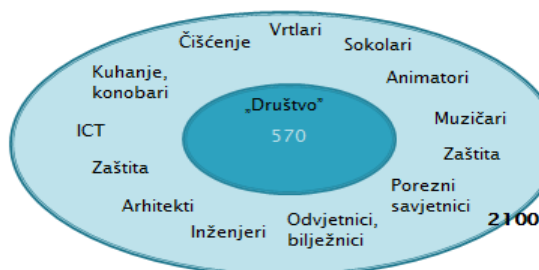 Vrtlari
Čišćenje
Sokolari
Kuhanje,
konobari
Animatori
„Društvo”
570
ICT
Muzičari
Zaštita
Zaštita
Arhitekti
Porezni
savjetnici
Inženjeri
Odvjetnici,
bilježnici
2100